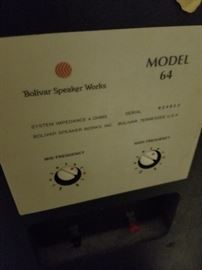 MODEL
64
Bolivar Speaker Works
SYSTEM IMPEDANCE 4 OHMS
SERIAL
BOLIVAR SPEAKER WORKS INC.
BOLIVAR, TENNESSEE U.S.A.
MID-FREQUENCY
HIGH-FREQUENCY